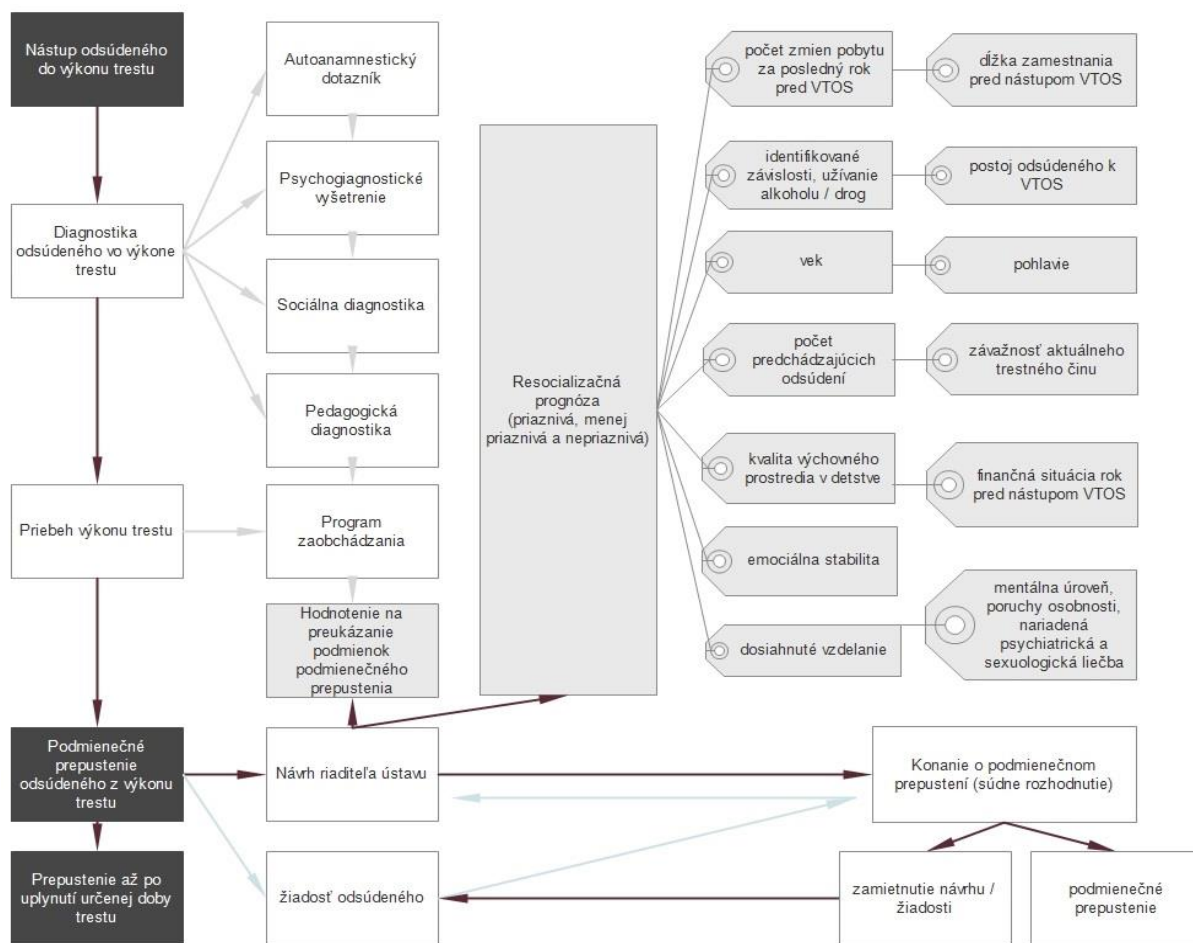 Nástup odsúdeného
do výkonu trestu
Diagnostika
odsúdeného vo výkone
trestu
Priebeh výkonu trestu
Podmienečné
prepustenie
odsúdeného z výkonu
trestu
Prepustenie až po
uplynutí určenej doby
trestu
Autoanamnestický
dotazník
Psychogiagnostické
vyšetrenie
Sociálna diagnostika
Pedagogická
diagnostika
Program
zaobchádzania
Hodnotenie na
preukázanie
podmienok
podmienečného
prepustenia
Návrh riaditeľa ústavu
žiadosť odsúdeného
Resocializačná
prognóza
(priaznivá, menej
priaznivá a nepriaznivá)
počet zmien pobytu
za posledný rok
pred VTOS
dĺžka zamestnania
pred nástupom VTOS
identifikované
závislosti, užívanie
alkoholu / drog
postoj odsúdeného k
VTOS
vek
pohlavie
počet
predchádzajúcich
odsúdení
závažnosť aktuálneho
trestného činu
kvalita výchovného
prostredia v detstve
finančná situácia rok
pred nástupom VTOS
emociálna stabilita
dosiahnuté vzdelanie
mentálna úroveň,
poruchy osobnosti,
nariadená
psychiatrická a
sexuologická liečba
Konanie o podmienečnom
prepustení (súdne rozhodnutie)
zamietnutie návrhu /
žiadosti
podmienečné
prepustenie